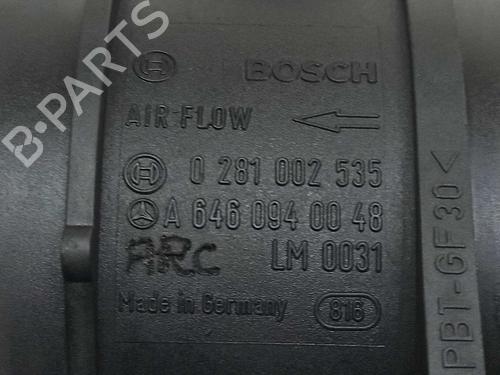 BOSCH
AIR FLOW
0 281 002 535
A 646 094 00 48
ARC LM 0031
Made in Germany 816
PBT-GF30<
B-PARTS